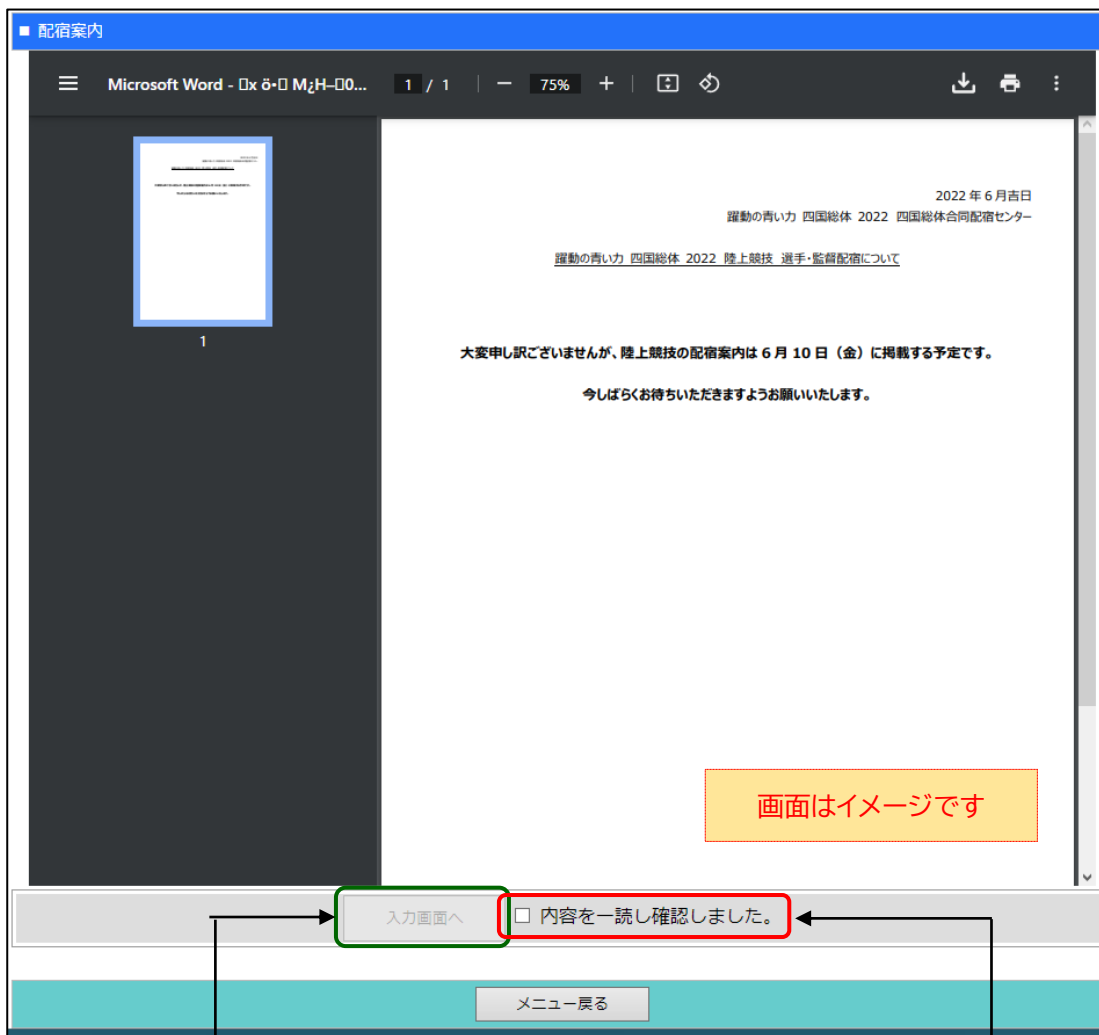 ■ 配宿案内
Microsoft Word - 1 / 1 75%
2022 年 6 月吉日
躍動の青い力 四国総体 2022 四国総体合同配宿センター
躍動の青い力 四国総体 2022 陸上競技 選手・監督配宿について
1
大変申し訳ございませんが、陸上競技の配宿案内は 6 月 10 日（金）に掲載する予定です。
今しばらくお待ちいただきますようお願いいたします。
画面はイメージです
入力画面へ □ 内容を一読し確認しました。
メニュー戻る